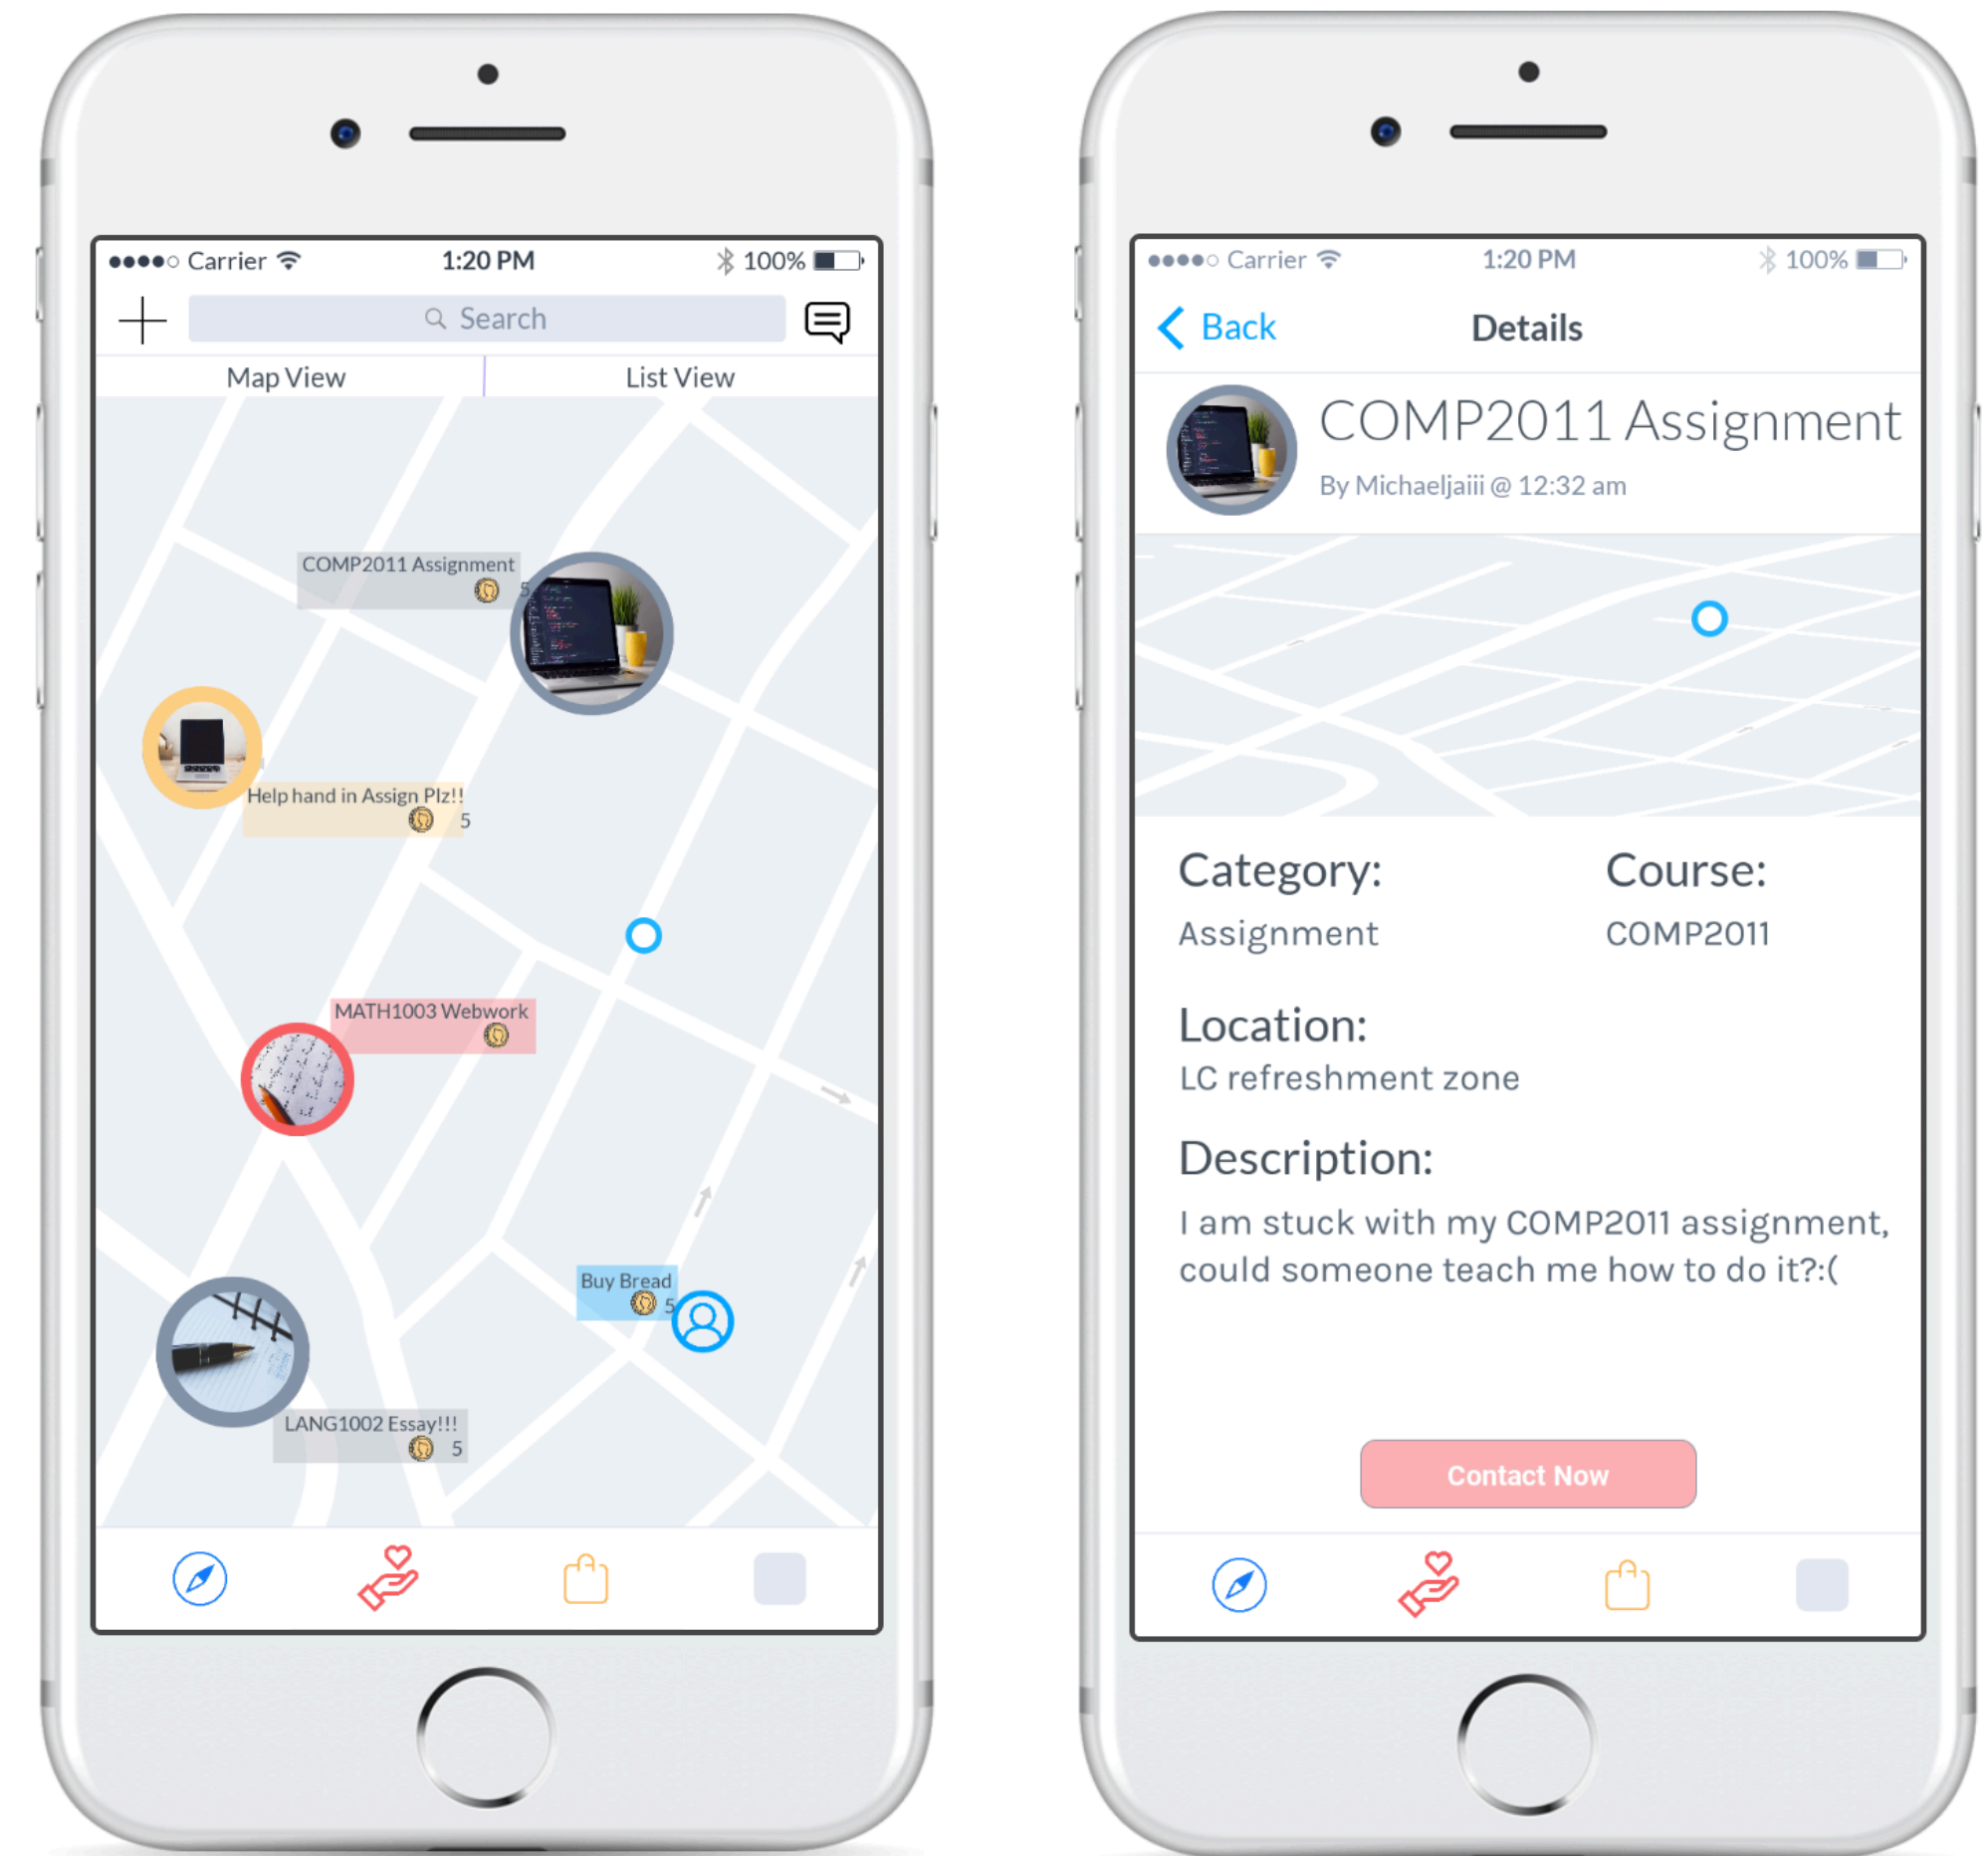 Carrier 1:20 PM 100%
Search
Map View List View
COMP2011 Assignment
5
Help hand in Assign Plz!!
5
MATH1003 Webwork
Buy Bread
5
LANG1002 Essay!!!
5
Carrier 1:20 PM 100%
Back Details
COMP2011 Assignment
By Michaeljaiii @ 12:32 am
Category: Course:
Assignment COMP2011
Location:
LC refreshment zone
Description:
I am stuck with my COMP2011 assignment,
could someone teach me how to do it?:(
Contact Now